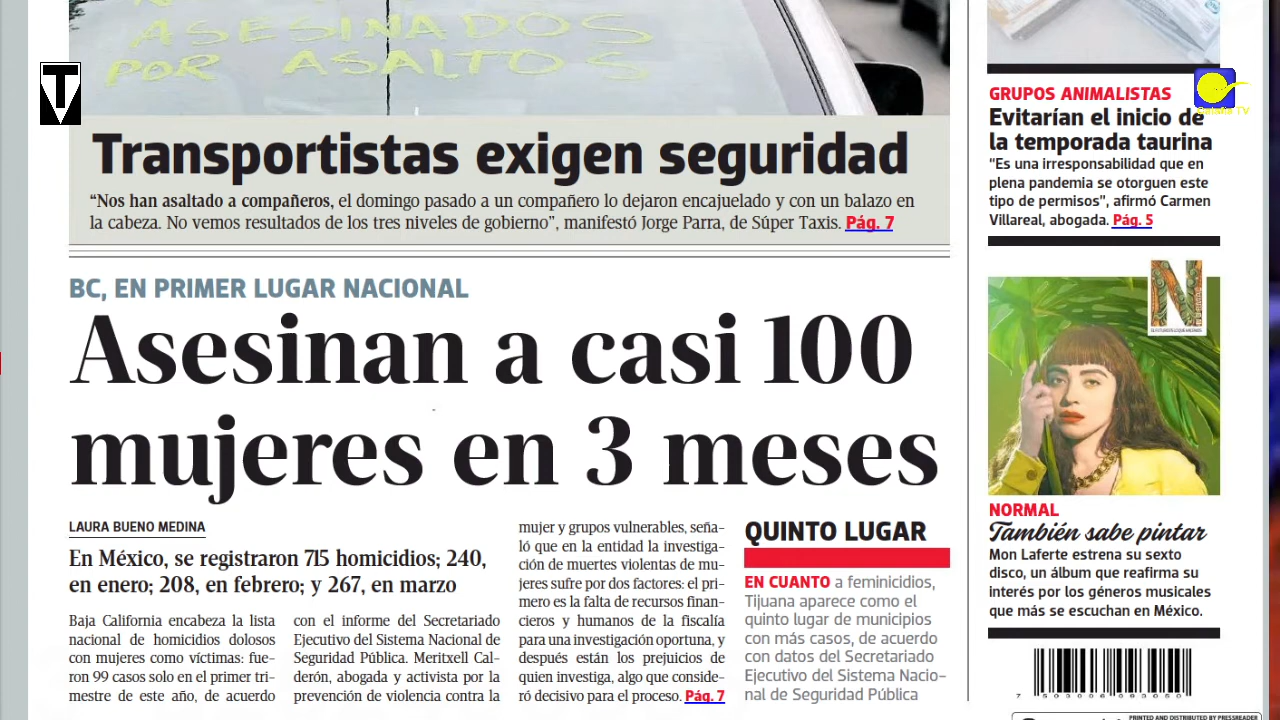 ASESINADOS
POR ASALTOS
Transportistas exigen seguridad
“Nos han asaltado a compañeros, el domingo pasado a un compañero lo dejaron encajuelado y con un balazo en
la cabeza. No vemos resultados de los tres niveles de gobierno”, manifestó Jorge Parra, de Súper Taxis. Pág. 7
BC, EN PRIMER LUGAR NACIONAL
Asesinan a casi 100
mujeres en 3 meses
LAURA BUENO MEDINA
En México, se registraron 715 homicidios; 240,
en enero; 208, en febrero; y 267, en marzo
Baja California encabeza la lista
nacional de homicidios dolosos
con mujeres como víctimas: fue-
ron 99 casos solo en el primer tri-
mestre de este año, de acuerdo
con el informe del Secretariado
Ejecutivo del Sistema Nacional de
Seguridad Pública. Meritxell Cal-
derón, abogada y activista por la
prevención de violencia contra la
mujer y grupos vulnerables, seña-
ló que en la entidad la investiga-
ción de muertes violentas de mu-
jeres sufre por dos factores: el pri-
mero es la falta de recursos finan-
cieros y humanos de la fiscalía
para una investigación oportuna, y
después están los prejuicios de
quien investiga, algo que conside-
ró decisivo para el proceso. Pág. 7
QUINTO LUGAR
EN CUANTO a feminicidios,
Tijuana aparece como el
quinto lugar de municipios
con más casos, de acuerdo
con datos del Secretariado
Ejecutivo del Sistema Nacio-
nal de Seguridad Pública
GRUPOS ANIMALISTAS
Evitarían el inicio de
la temporada taurina
“Es una irresponsabilidad que en
plena pandemia se otorguen este
tipo de permisos”, afirmó Carmen
Villareal, abogada. Pág. 5
N
NORMAL
También sabe pintar
Mon Laferte estrena su sexto
disco, un álbum que reafirma su
interés por los géneros musicales
que más se escuchan en México.
7 503006 093050
PRINTED AND DISTRIBUTED BY PRESSREADER
TV